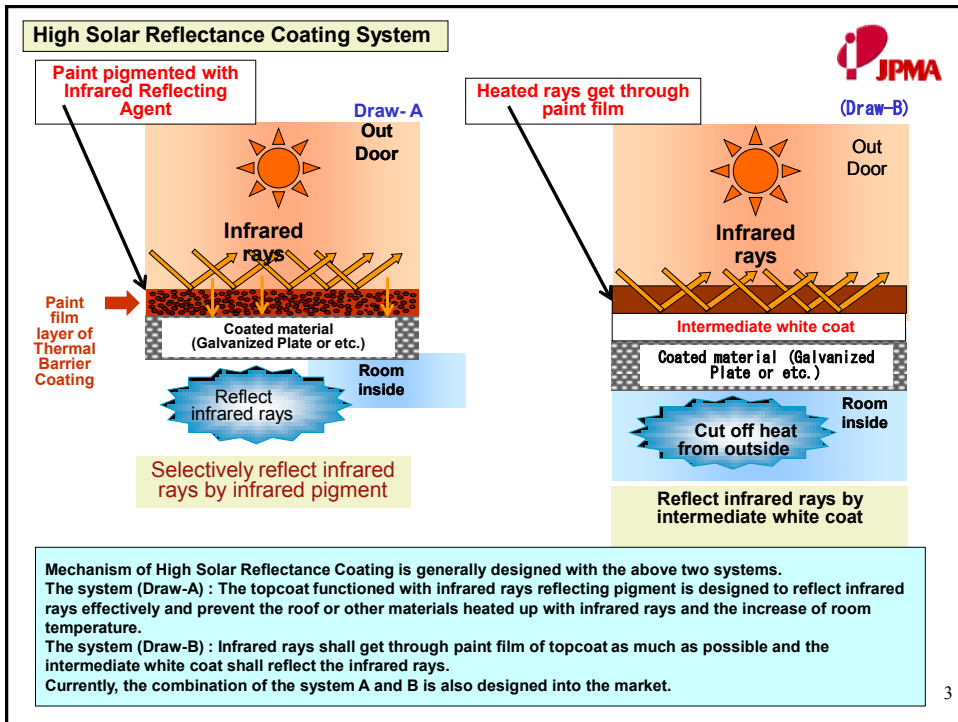 High Solar Reflectance Coating System
JPMA
Paint pigmented with
Infrared Reflecting
Agent
Draw- A
Out
Door
Infrared
rays
Paint
film
layer of
Thermal
Barrier
Coating
Coated material
(Galvanized Plate or etc.)
Room
inside
Reflect
infrared rays
Selectively reflect infrared
rays by infrared pigment
Heated rays get through
paint film
(Draw-B)
Out
Door
Infrared
rays
Intermediate white coat
Coated material (Galvanized
Plate or etc.)
Room
inside
Cut off heat
from outside
Reflect infrared rays by
intermediate white coat
Mechanism of High Solar Reflectance Coating is generally designed with the above two systems.
The system (Draw-A) : The topcoat functioned with infrared rays reflecting pigment is designed to reflect infrared
rays effectively and prevent the roof or other materials heated up with infrared rays and the increase of room
temperature.
The system (Draw-B) : Infrared rays shall get through paint film of topcoat as much as possible and the
intermediate white coat shall reflect the infrared rays.
Currently, the combination of the system A and B is also designed into the market.
3